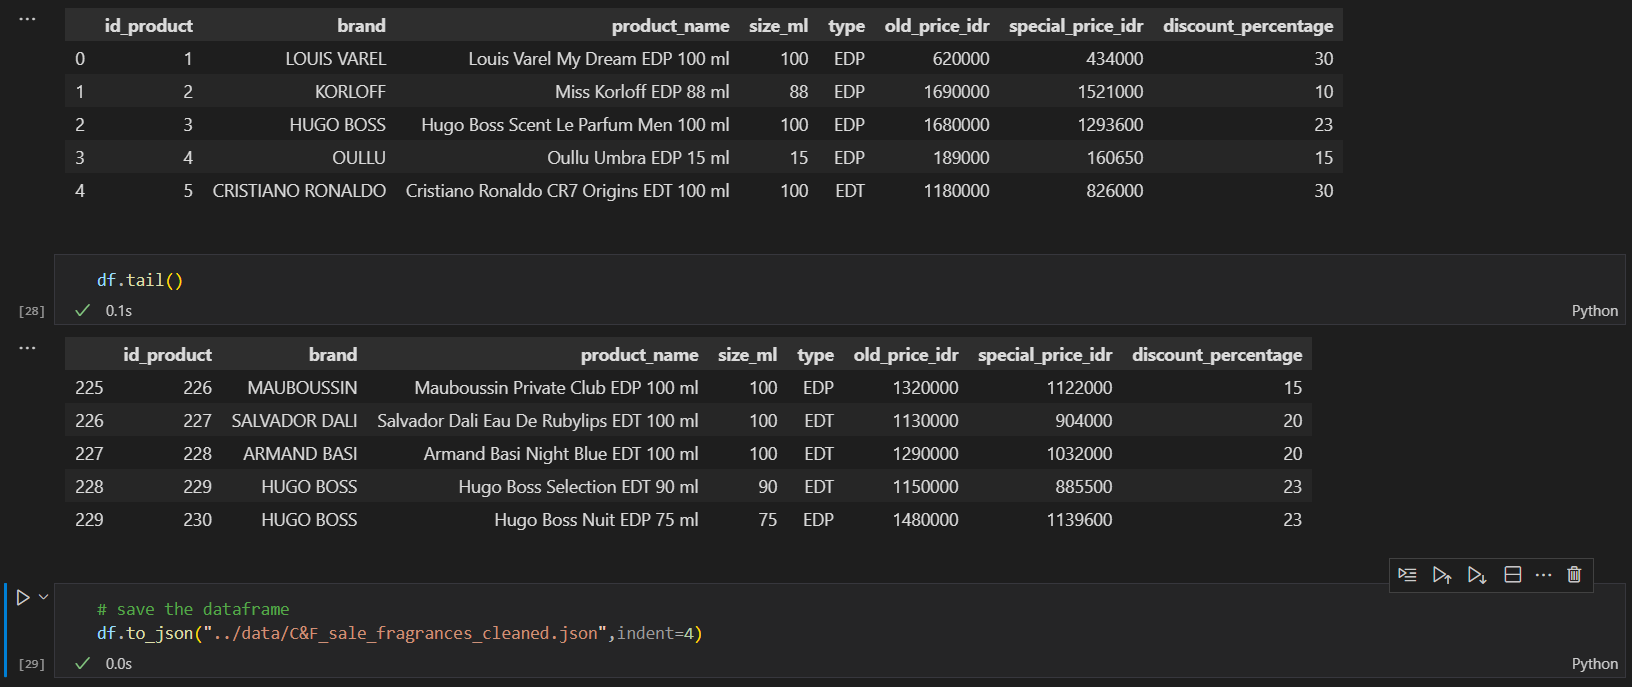 ...
id_product brand product_name size_ml type old_price_idr special_price_idr discount_percentage
0 1 LOUIS VAREL Louis Varel My Dream EDP 100 ml 100 EDP 620000 434000 30
1 2 KORLOFF Miss Korloff EDP 88 ml 88 EDP 1690000 1521000 10
2 3 HUGO BOSS Hugo Boss Scent Le Parfum Men 100 ml 100 EDP 1680000 1293600 23
3 4 OULLU Oullu Umbra EDP 15 ml 15 EDP 189000 160650 15
4 5 CRISTIANO RONALDO Cristiano Ronaldo CR7 Origins EDT 100 ml 100 EDT 1180000 826000 30
df.tail()
[28] 0.1s Python
...
id_product brand product_name size_ml type old_price_idr special_price_idr discount_percentage
225 226 MAUBOUSSIN Mauboussin Private Club EDP 100 ml 100 EDP 1320000 1122000 15
226 227 SALVADOR DALI Salvador Dali Eau De Rubylips EDT 100 ml 100 EDT 1130000 904000 20
227 228 ARMAND BASI Armand Basi Night Blue EDT 100 ml 100 EDT 1290000 1032000 20
228 229 HUGO BOSS Hugo Boss Selection EDT 90 ml 90 EDT 1150000 885500 23
229 230 HUGO BOSS Hugo Boss Nuit EDP 75 ml 75 EDP 1480000 1139600 23
# save the dataframe
df.to_json("../data/C&F_sale_fragrances_cleaned.json",indent=4)
[29] 0.0s Python